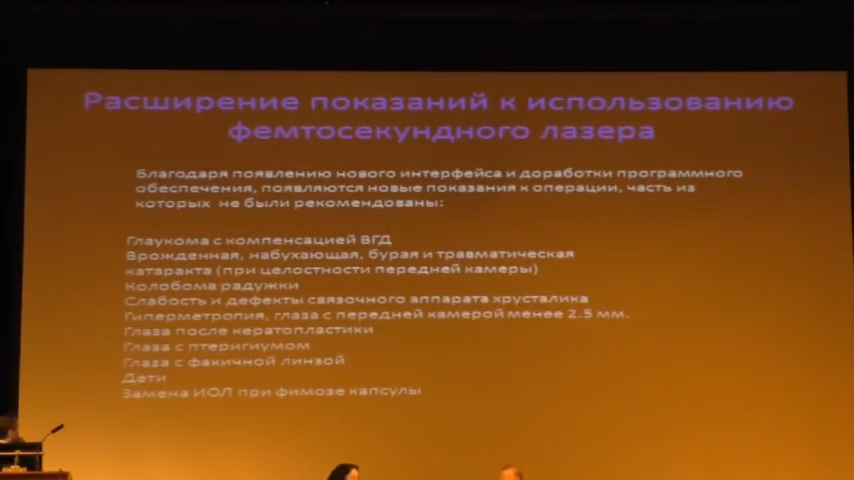 Расширение показаний к использованию
фемтосекундного лазера
Благодаря появлению нового интерфейса и доработки программного
обеспечения, появляются новые показания к операции, часть из
которых не были рекомендованы:
Глаукома с компенсацией ВГД
Врожденная, набухающая, бурая и травматическая
катаракта (при целостности передней камеры)
Колобома радужки
Слабость и дефекты связочного аппарата хрусталика
Гиперметропия, глаза с передней камерой менее 2.5 мм.
Глаза после кератопластики
Глаза с птеригиумом
Глаза с факичной линзой
Дети
Замена ИОЛ при фимозе капсулы